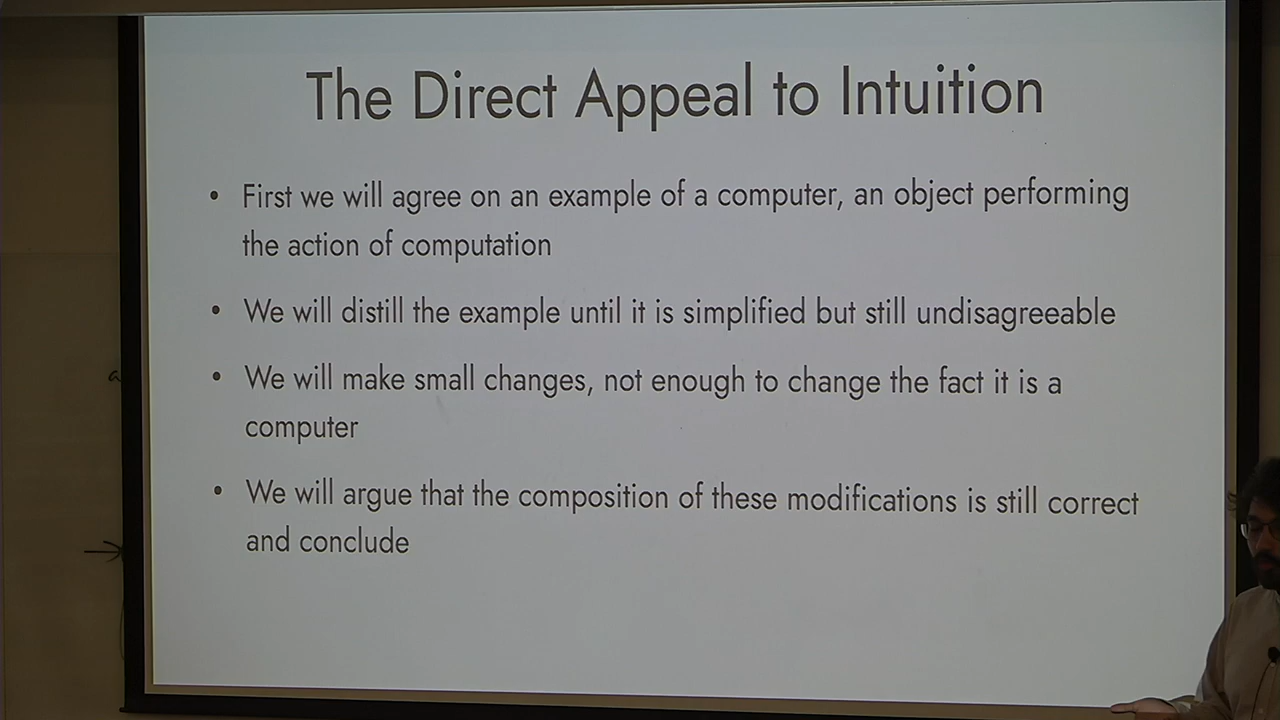 The Direct Appeal to Intuition
• First we will agree on an example of a computer, an object performing
the action of computation
• We will distill the example until it is simplified but still undisagreeable
• We will make small changes, not enough to change the fact it is a
computer
• We will argue that the composition of these modifications is still correct
and conclude